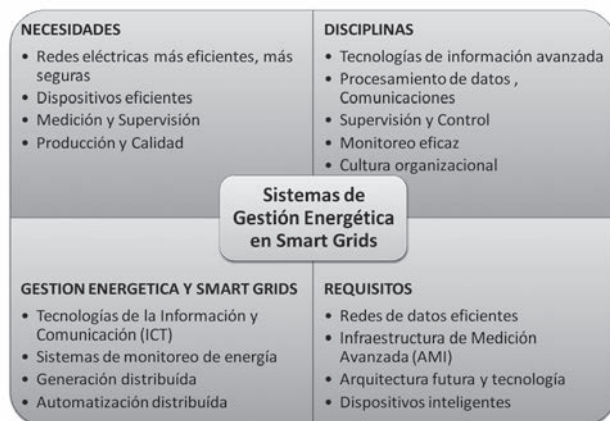 NECESIDADES
• Redes eléctricas más eficientes, más
seguras
• Dispositivos eficientes
• Medición y Supervisión
• Producción y Calidad
DISCIPLINAS
• Tecnologías de información avanzada
• Procesamiento de datos ,
Comunicaciones
• Supervisión y Control
• Monitoreo eficaz
• Cultura organizacional
Sistemas de
Gestión Energética
en Smart Grids
GESTION ENERGETICA Y SMART GRIDS
• Tecnologías de la Información y
Comunicación (ICT)
• Sistemas de monitoreo de energía
• Generación distribuída
• Automatización distribuída
REQUISITOS
• Redes de datos eficientes
• Infraestructura de Medición
Avanzada (AMI)
• Arquitectura futura y tecnología
• Dispositivos inteligentes